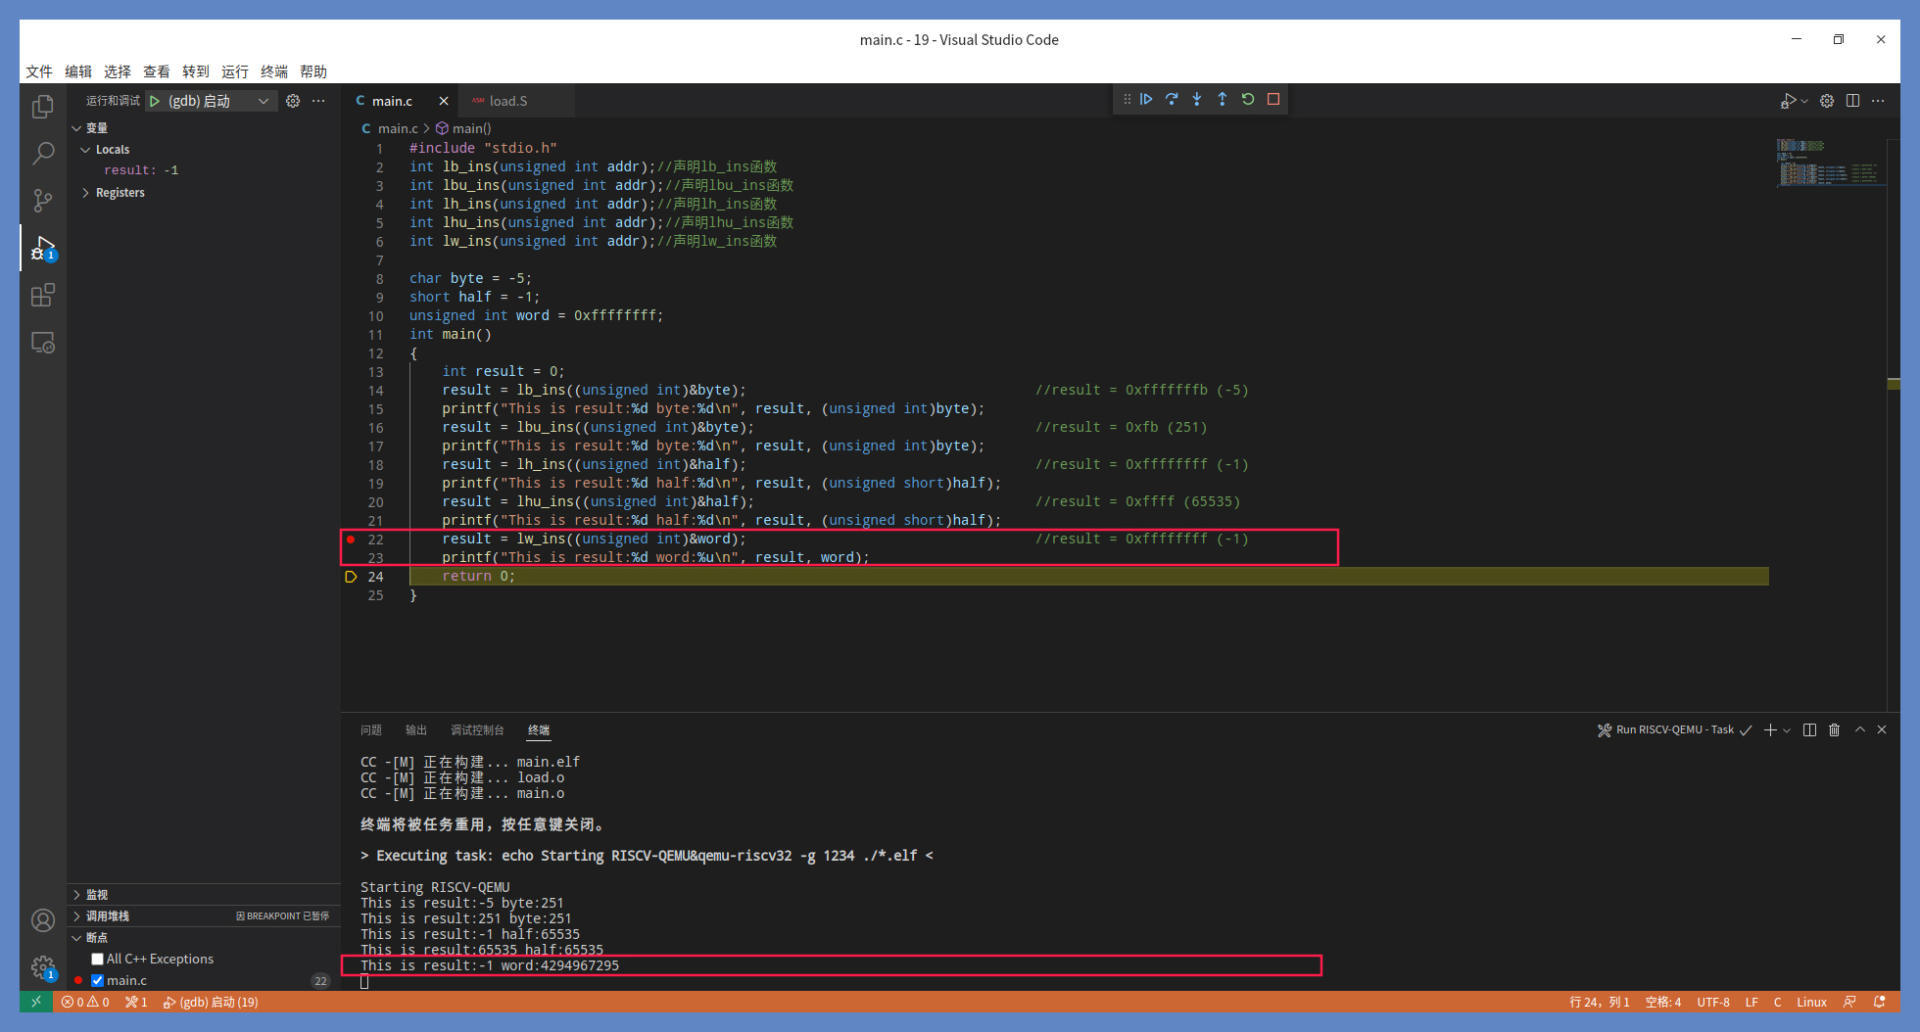 main.c - 19 - Visual Studio Code
文件 编辑 选择 查看 转到 运行 终端 帮助
运行和调试 (gdb) 启动
变量
Locals
result: -1
Registers
监视
调用堆栈 因 BREAKPOINT 已暂停
断点
All C++ Exceptions
main.c 22
C main.c ASM load.S
C main.c > main()
1 #include "stdio.h"
2 int lb_ins(unsigned int addr);//声明lb_ins函数
3 int lbu_ins(unsigned int addr);//声明lbu_ins函数
4 int lh_ins(unsigned int addr);//声明lh_ins函数
5 int lhu_ins(unsigned int addr);//声明lhu_ins函数
6 int lw_ins(unsigned int addr);//声明lw_ins函数
7
8 char byte = -5;
9 short half = -1;
10 unsigned int word = 0xffffffff;
11 int main()
12 {
13 int result = 0;
14 result = lb_ins((unsigned int)&byte); //result = 0xfffffffb (-5)
15 printf("This is result:%d byte:%d\n", result, (unsigned int)byte);
16 result = lbu_ins((unsigned int)&byte); //result = 0xfb (251)
17 printf("This is result:%d byte:%d\n", result, (unsigned int)byte);
18 result = lh_ins((unsigned int)&half); //result = 0xffffffff (-1)
19 printf("This is result:%d half:%d\n", result, (unsigned short)half);
20 result = lhu_ins((unsigned int)&half); //result = 0xffff (65535)
21 printf("This is result:%d half:%d\n", result, (unsigned short)half);
22 result = lw_ins((unsigned int)&word); //result = 0xffffffff (-1)
23 printf("This is result:%d word:%u\n", result, word);
24 return 0;
25 }
问题 输出 调试控制台 终端 Run RISCV-QEMU - Task
CC -[M] 正在构建... main.elf
CC -[M] 正在构建... load.o
CC -[M] 正在构建... main.o
终端将被任务重用，按任意键关闭。
> Executing task: echo Starting RISCV-QEMU&qemu-riscv32 -g 1234 ./*.elf <
Starting RISCV-QEMU
This is result:-5 byte:251
This is result:251 byte:251
This is result:-1 half:65535
This is result:65535 half:65535
This is result:-1 word:4294967295
0 0 1 (gdb) 启动 (19) 行 24，列 1 空格: 4 UTF-8 LF C Linux